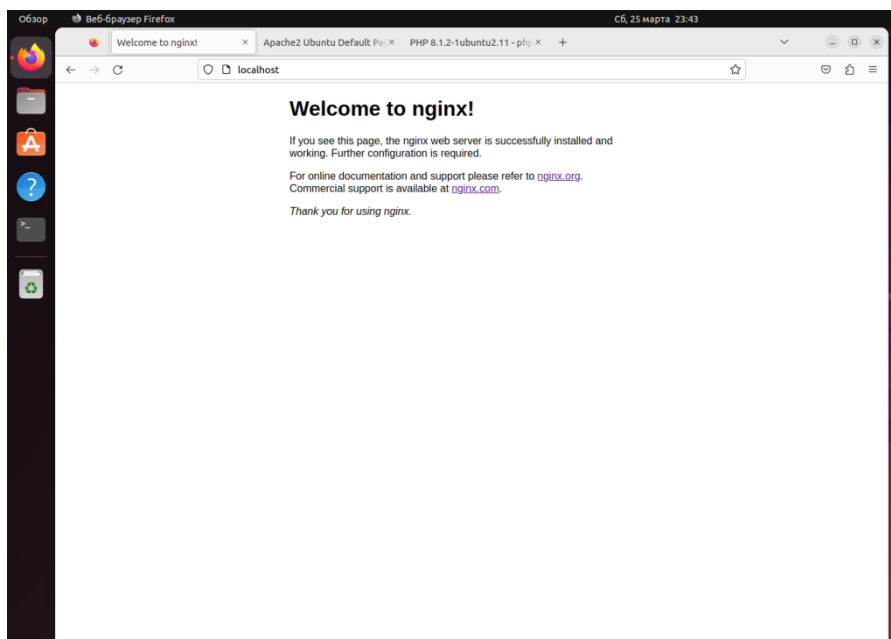 Обзор
Веб-браузер Firefox
Сб, 25 марта 23:43
Welcome to nginx!
Apache2 Ubuntu Default Pa
PHP 8.1.2-1ubuntu2.11 - php
localhost
Welcome to nginx!
If you see this page, the nginx web server is successfully installed and
working. Further configuration is required.
For online documentation and support please refer to nginx.org.
Commercial support is available at nginx.com.
Thank you for using nginx.